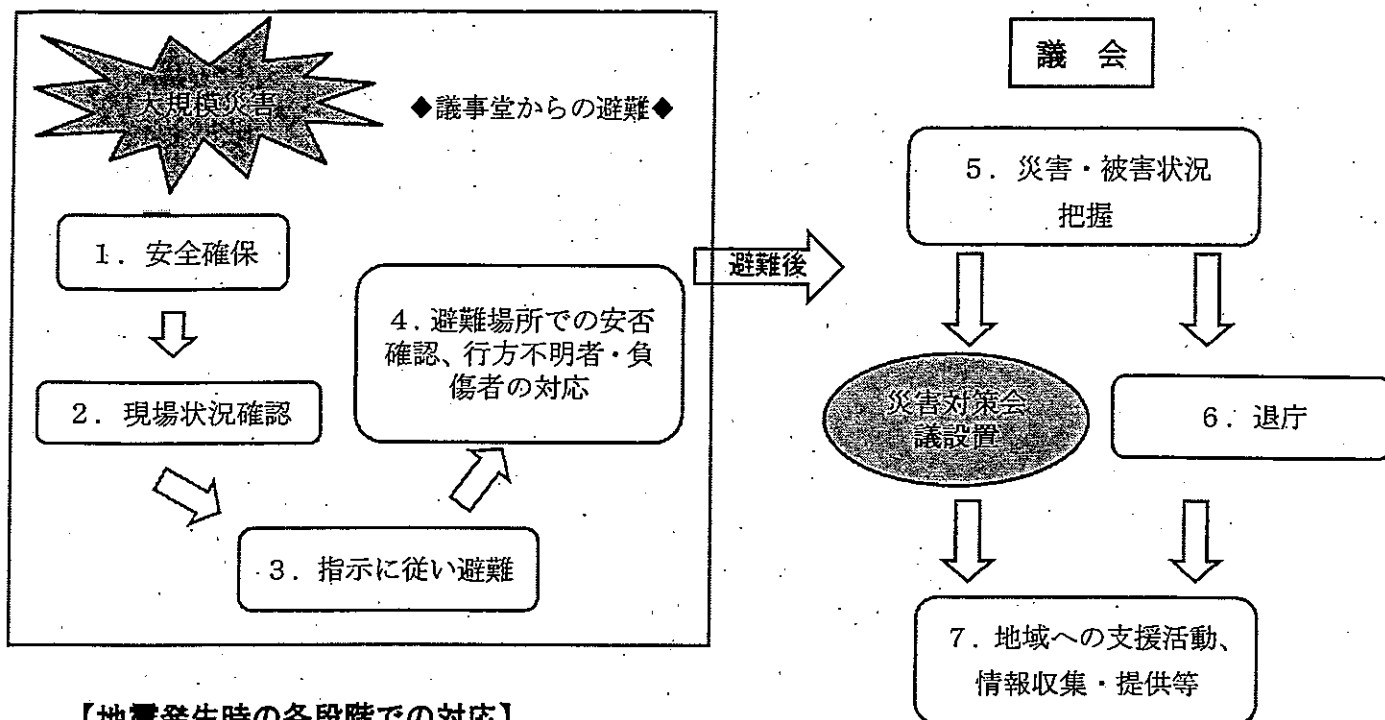 大規模災害
◆議事堂からの避難◆
1．安全確保
2．現場状況確認
3．指示に従い避難
4．避難場所での安否
確認、行方不明者・負
傷者の対応
避難後
議 会
5．災害・被害状況
把握
災害対策会
議設置
6．退庁
7．地域への支援活動、
情報収集・提供等
【地震発生時の各段階での対応】